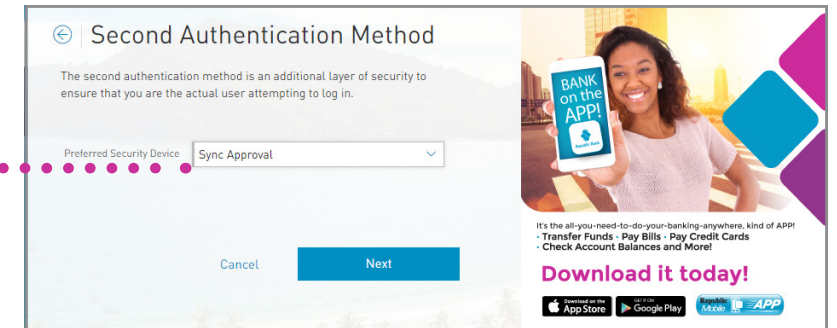 Second Authentication Method
The second authentication method is an additional layer of security to
ensure that you are the actual user attempting to log in.
Preferred Security Device
Sync Approval
Cancel
Next
BANK
on the
APP!
Republic Bank
It's the all-you-need-to-do-your-banking-anywhere, kind of APP!
· Transfer Funds · Pay Bills · Pay Credit Cards
· Check Account Balances and More!
Download it today!
Download on the
App Store
GET IT ON
Google Play
Republic
Mobile
APP